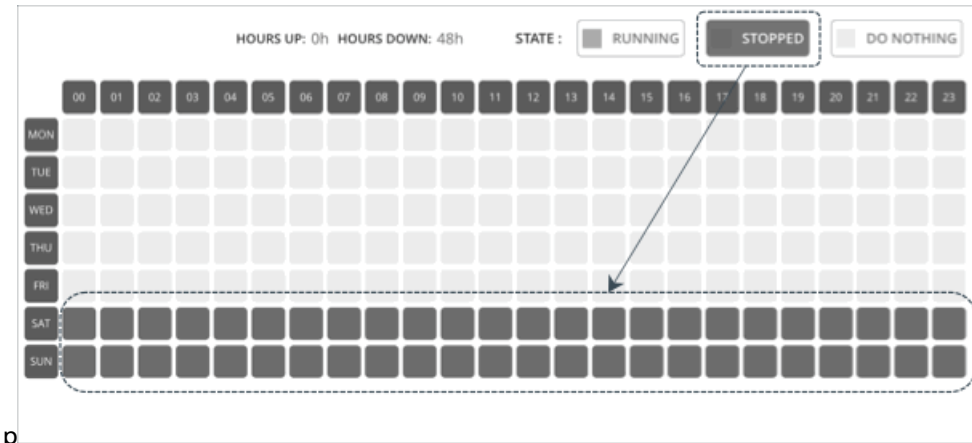 HOURS UP: 0h HOURS DOWN: 48h STATE : RUNNING STOPPED DO NOTHING
00 01 02 03 04 05 06 07 08 09 10 11 12 13 14 15 16 17 18 19 20 21 22 23
MON
TUE
WED
THU
FRI
SAT
SUN
p